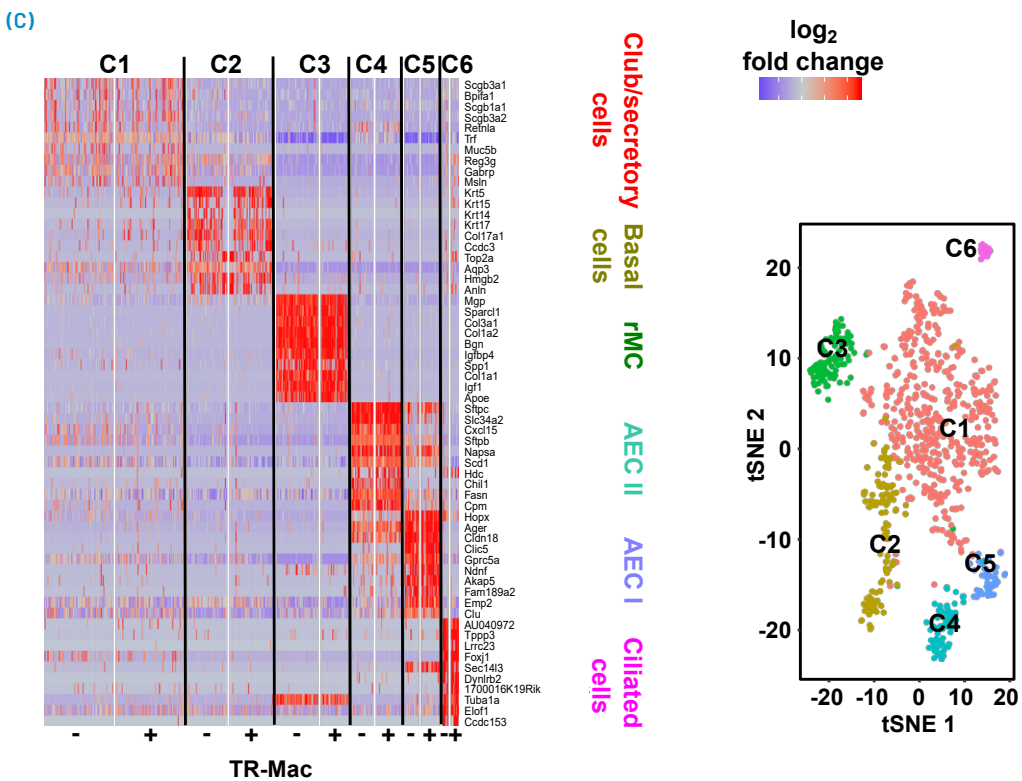 (C)
C1 C2 C3 C4 C5 C6
Scgb3a1
Bpifa1
Scgb1a1
Scgb3a2
Retnla
Trf
Muc5b
Reg3g
Gabrp
Msln
Krt5
Krt15
Krt14
Krt17
Col17a1
Ccdc3
Top2a
Aqp3
Hmgb2
Anln
Mgp
Sparcl1
Col3a1
Col1a2
Bgn
Igfbp4
Spp1
Col1a1
Igf1
Apoe
Sftpc
Slc34a2
Cxcl15
Sftpb
Napsa
Scd1
Hdc
Chil1
Fasn
Cpm
Hopx
Ager
Cldn18
Clic5
Gprc5a
Ndnf
Akap5
Fam189a2
Emp2
Clu
AU040972
Tppp3
Lrrc23
Foxj1
Sec14l3
Dynlrb2
1700016K19Rik
Tuba1a
Elof1
Ccdc153
- + - + - + - + - + - +
TR-Mac
Club/secretory
cells
Basal
cells
rMC
AEC II
AEC I
Ciliated
cells
log2
fold change
C6
C3
C1
C2
C5
C4
20
10
0
-10
-20
-20 -10 0 10 20
tSNE 1
tSNE 2